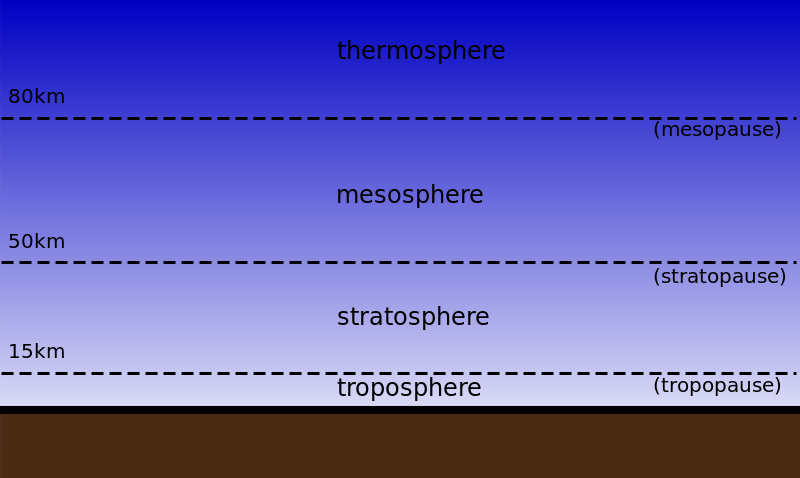 thermosphere
80km
(mesopause)
mesosphere
50km
(stratopause)
stratosphere
15km
troposphere
(tropopause)